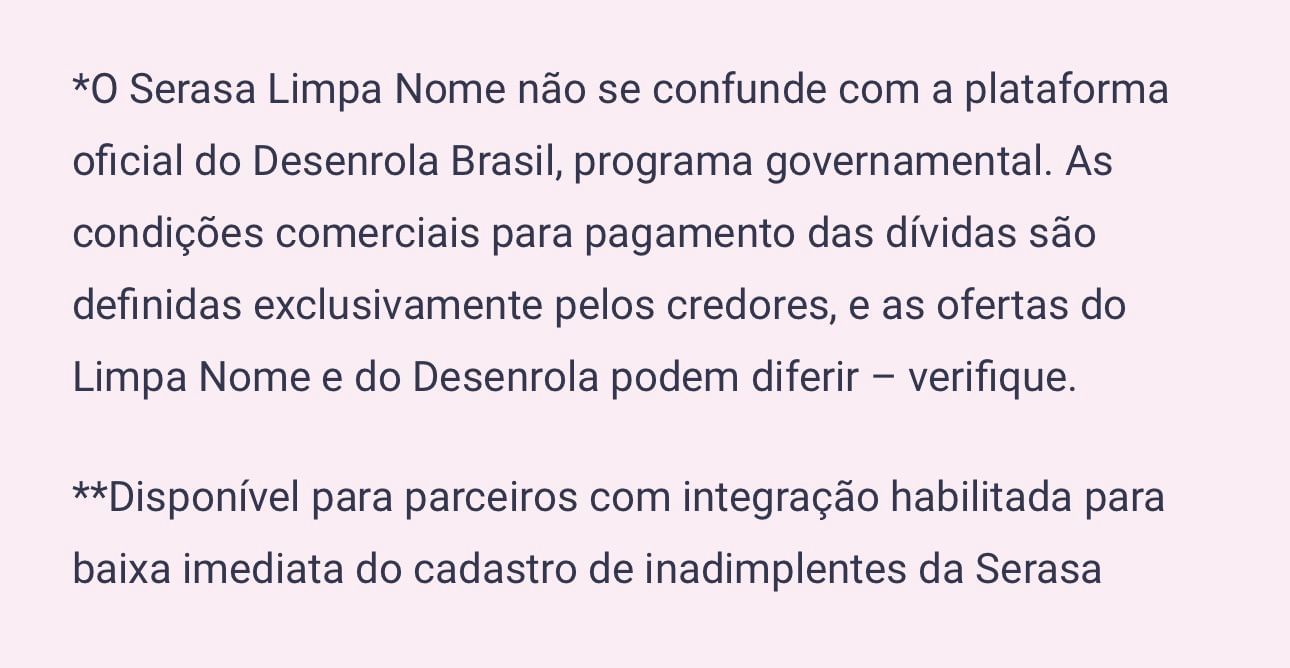 *O Serasa Limpa Nome não se confunde com a plataforma
oficial do Desenrola Brasil, programa governamental. As
condições comerciais para pagamento das dívidas são
definidas exclusivamente pelos credores, e as ofertas do
Limpa Nome e do Desenrola podem diferir – verifique.
**Disponível para parceiros com integração habilitada para
baixa imediata do cadastro de inadimplentes da Serasa